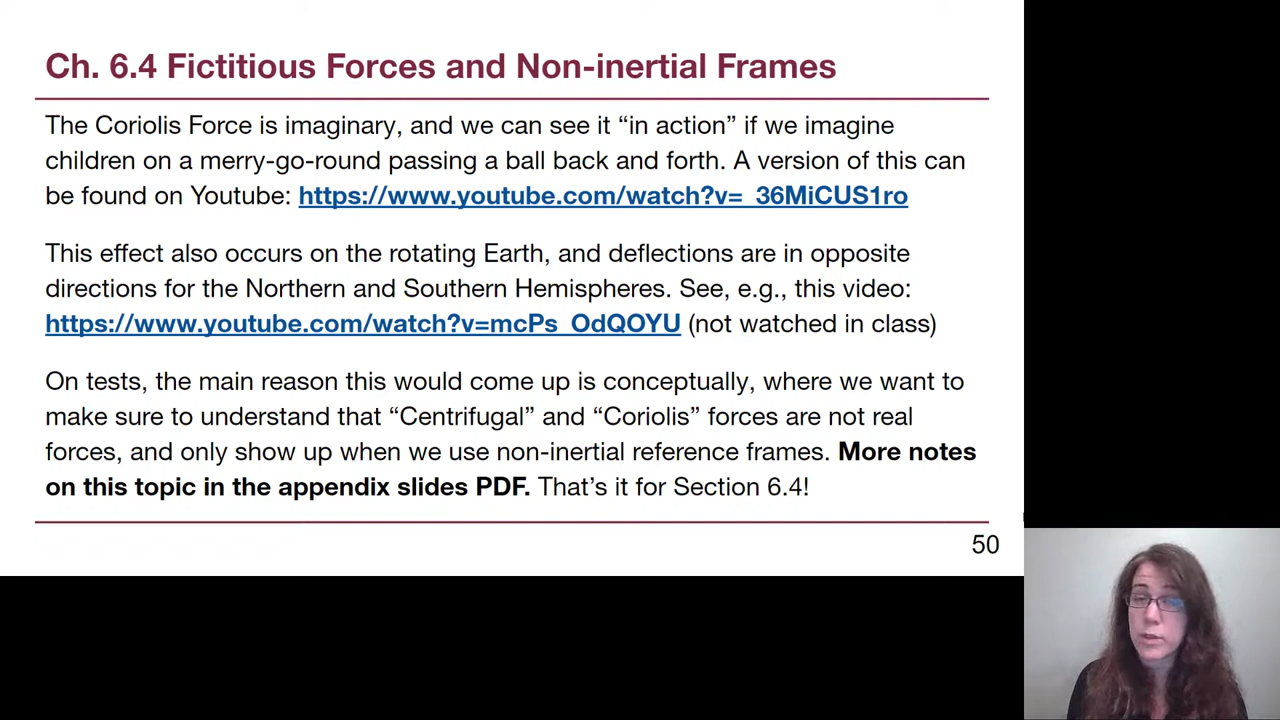 Ch. 6.4 Fictitious Forces and Non-inertial Frames
The Coriolis Force is imaginary, and we can see it “in action” if we imagine
children on a merry-go-round passing a ball back and forth. A version of this can
be found on Youtube: https://www.youtube.com/watch?v=_36MiCUS1ro
This effect also occurs on the rotating Earth, and deflections are in opposite
directions for the Northern and Southern Hemispheres. See, e.g., this video:
https://www.youtube.com/watch?v=mcPs_OdQOYU (not watched in class)
On tests, the main reason this would come up is conceptually, where we want to
make sure to understand that “Centrifugal” and “Coriolis” forces are not real
forces, and only show up when we use non-inertial reference frames. More notes
on this topic in the appendix slides PDF. That’s it for Section 6.4!
50